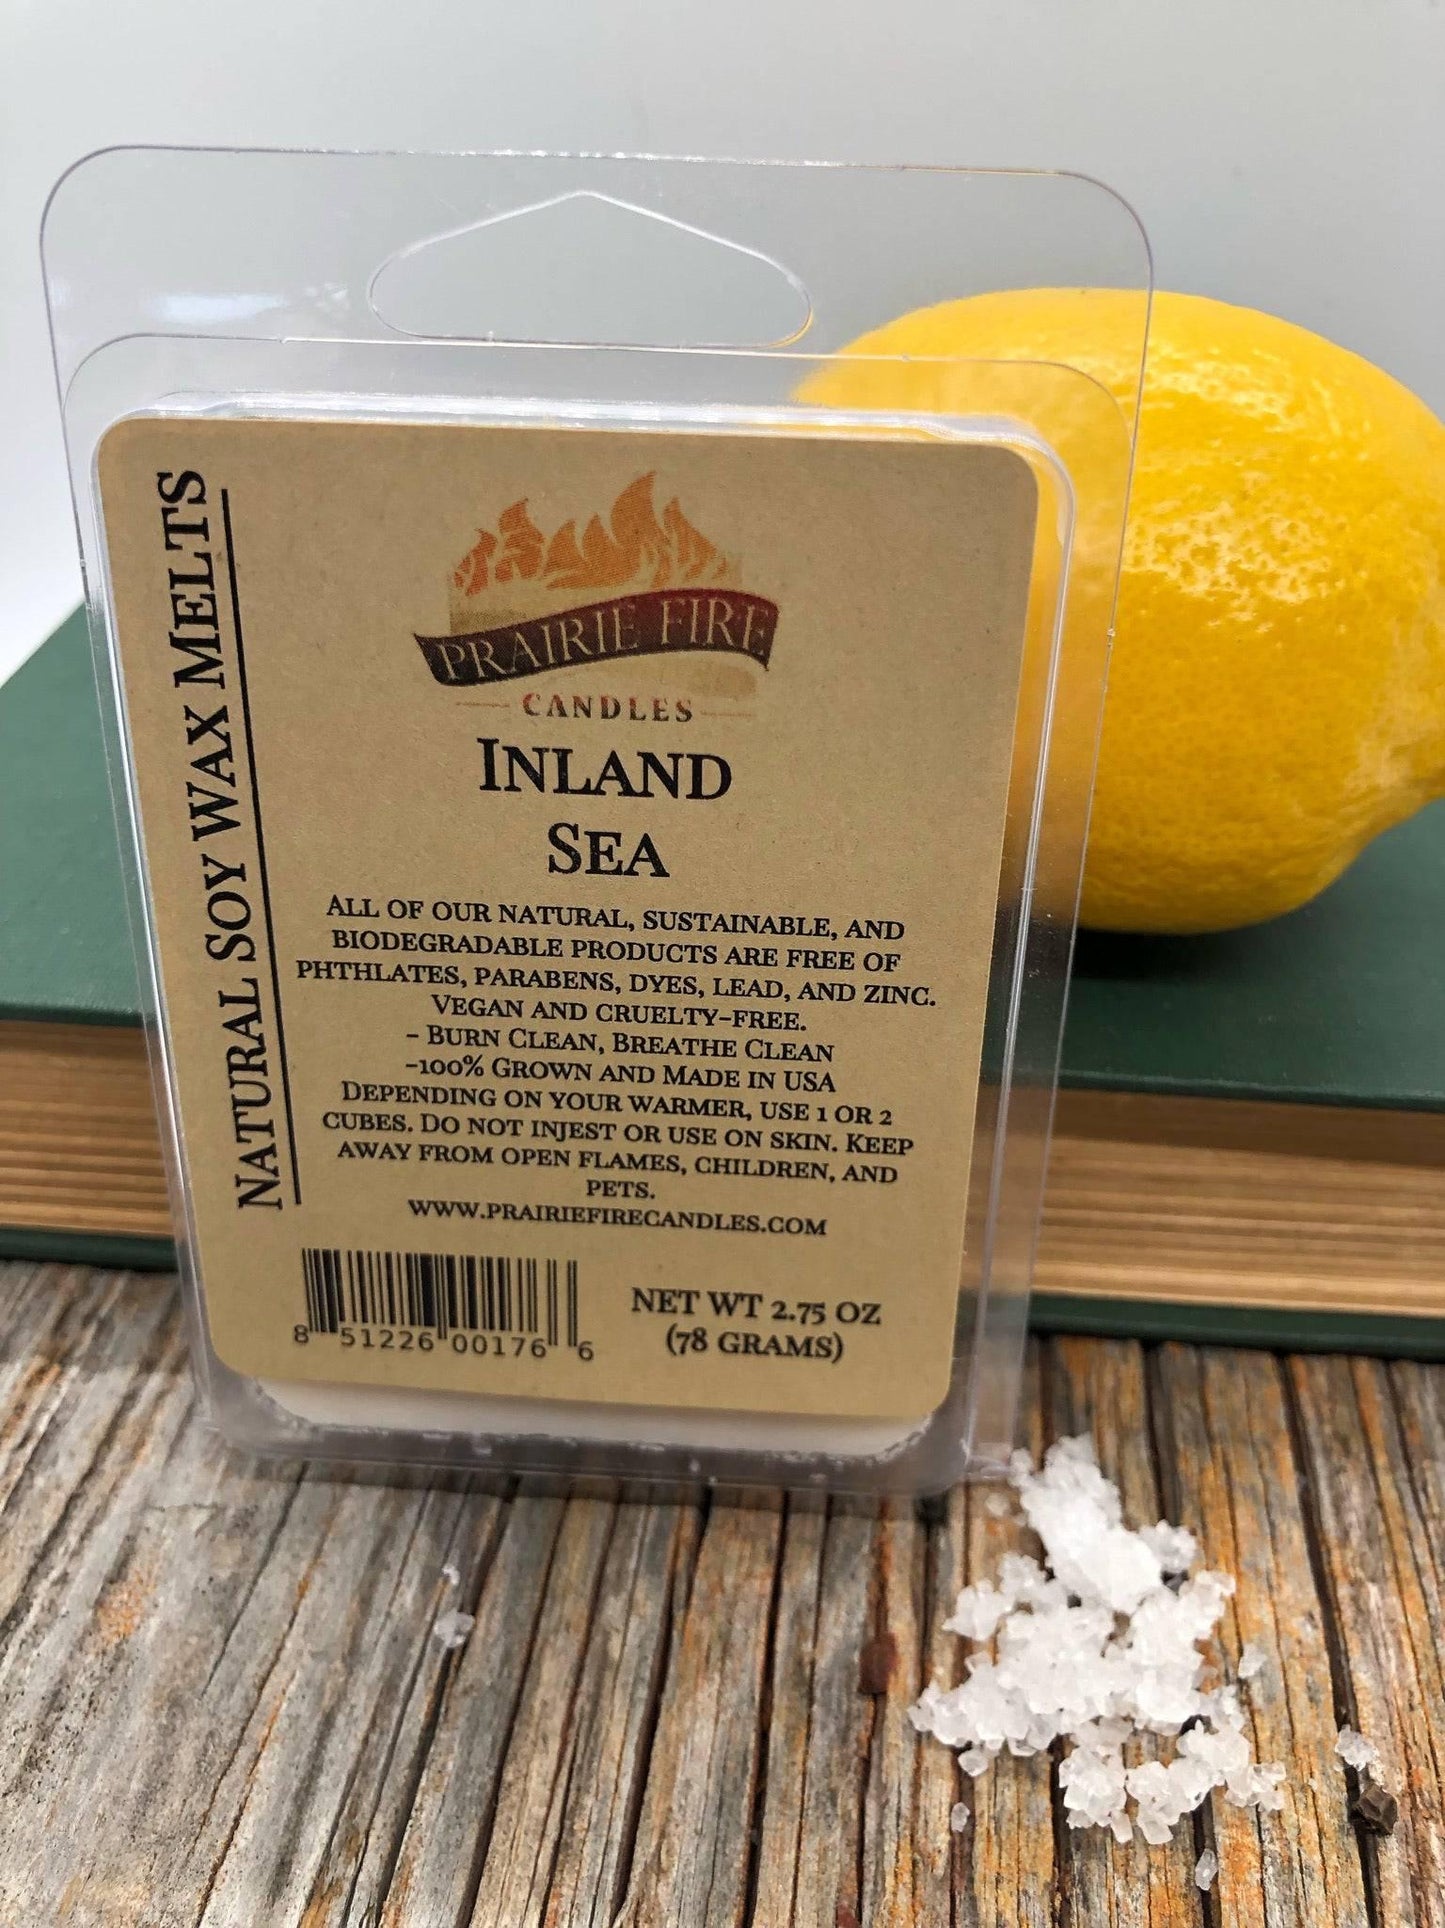 Natural Soy Wax Melts
PRAIRIE FIRE
CANDLES
Inland
Sea
All of our natural, sustainable, and
biodegradable products are free of
phthlates, parabens, dyes, lead, and zinc.
Vegan and cruelty-free.
- Burn Clean, Breathe Clean
-100% Grown and Made in USA
Depending on your warmer, use 1 or 2
cubes. Do not injest or use on skin. Keep
away from open flames, children, and
pets.
www.prairiefirecandles.com
8 51226 00176 6
NET WT 2.75 OZ
(78 GRAMS)